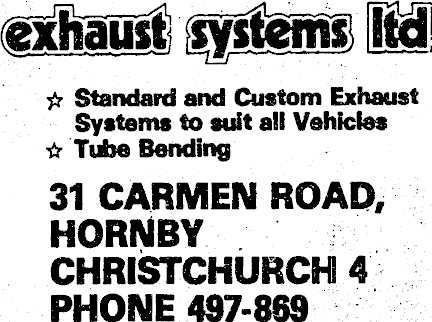 exhaust systems ltd
☆ Standard and Custom Exhaust
Systems to suit all Vehicles
☆ Tube Bending
31 CARMEN ROAD,
HORNBY
CHRISTCHURCH 4
PHONE 497-869